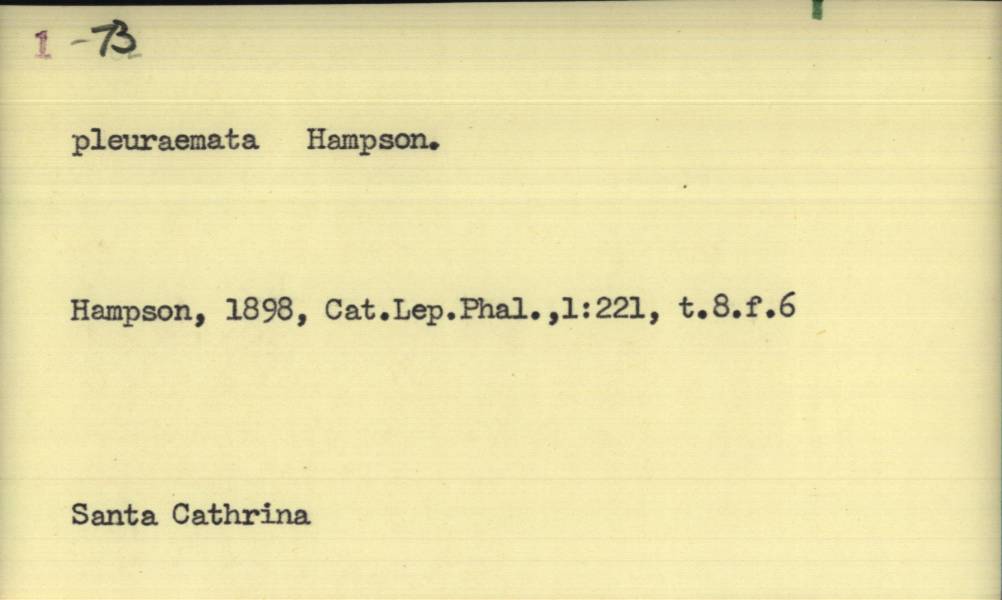 1 -73
pleuraemata Hampson.
Hampson, 1898, Cat.Lep.Phal.,1:221, t.8.f.6
Santa Cathrina